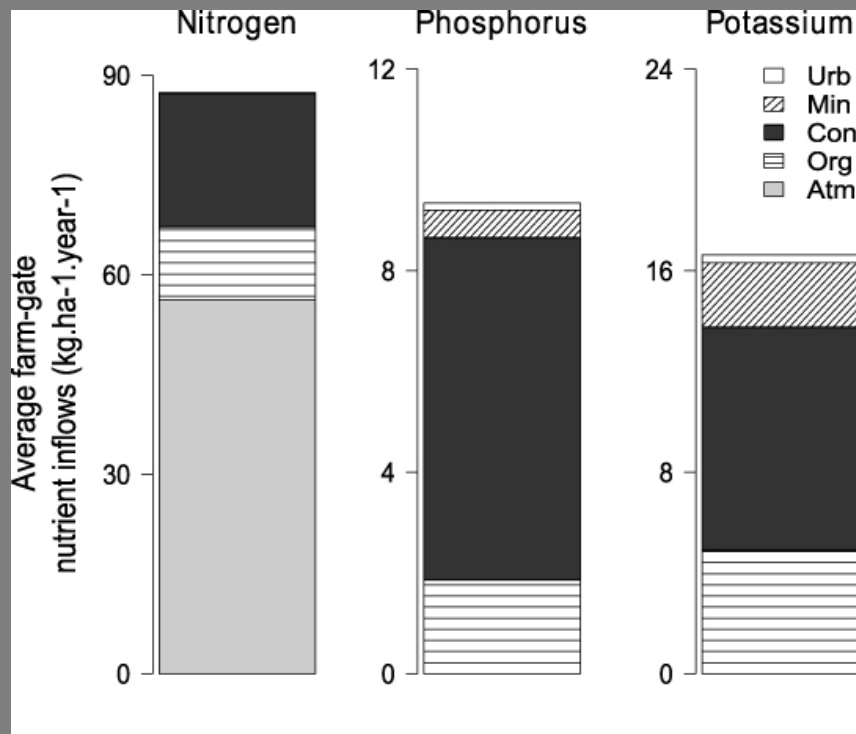 Nitrogen
Phosphorus
Potassium
Average farm-gate
nutrient inflows (kg.ha-1.year-1)
90
60
30
0
12
8
4
0
24
16
8
0
Urb
Min
Con
Org
Atm